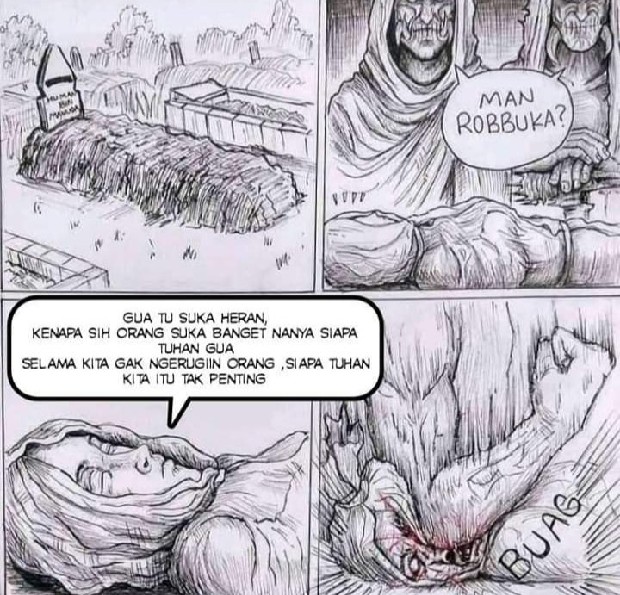 MAN
ROBBUKA?
GUA TU SUKA HERAN,
KENAPA SIH ORANG SUKA BANGET NANYA SIAPA
TUHAN GUA
SELAMA KITA GAK NGERUGIIN ORANG ,SIAPA TUHAN
KITA ITU TAK PENTING
BUAG